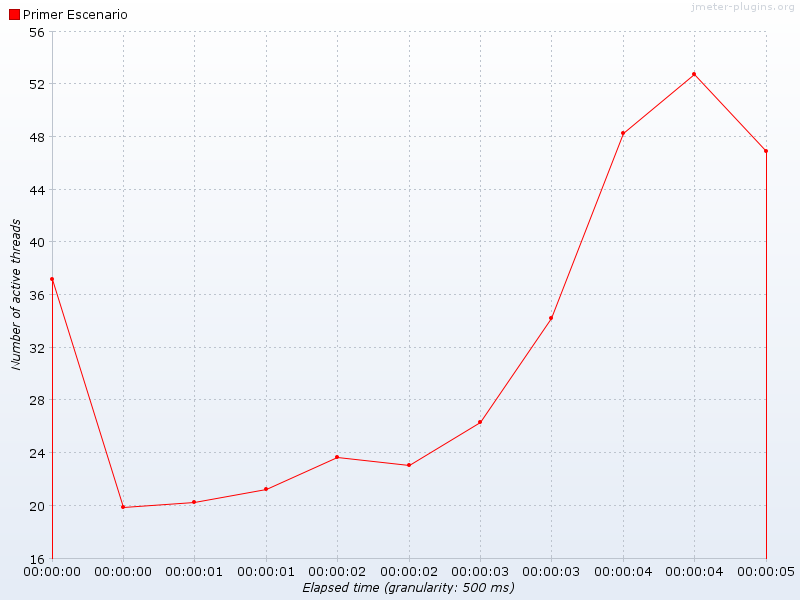 jmeter-plugins.org
Primer Escenario
56
52
48
44
40
36
32
28
24
20
16
Number of active threads
00:00:00 00:00:00 00:00:01 00:00:01 00:00:02 00:00:02 00:00:03 00:00:03 00:00:04 00:00:04 00:00:05
Elapsed time (granularity: 500 ms)